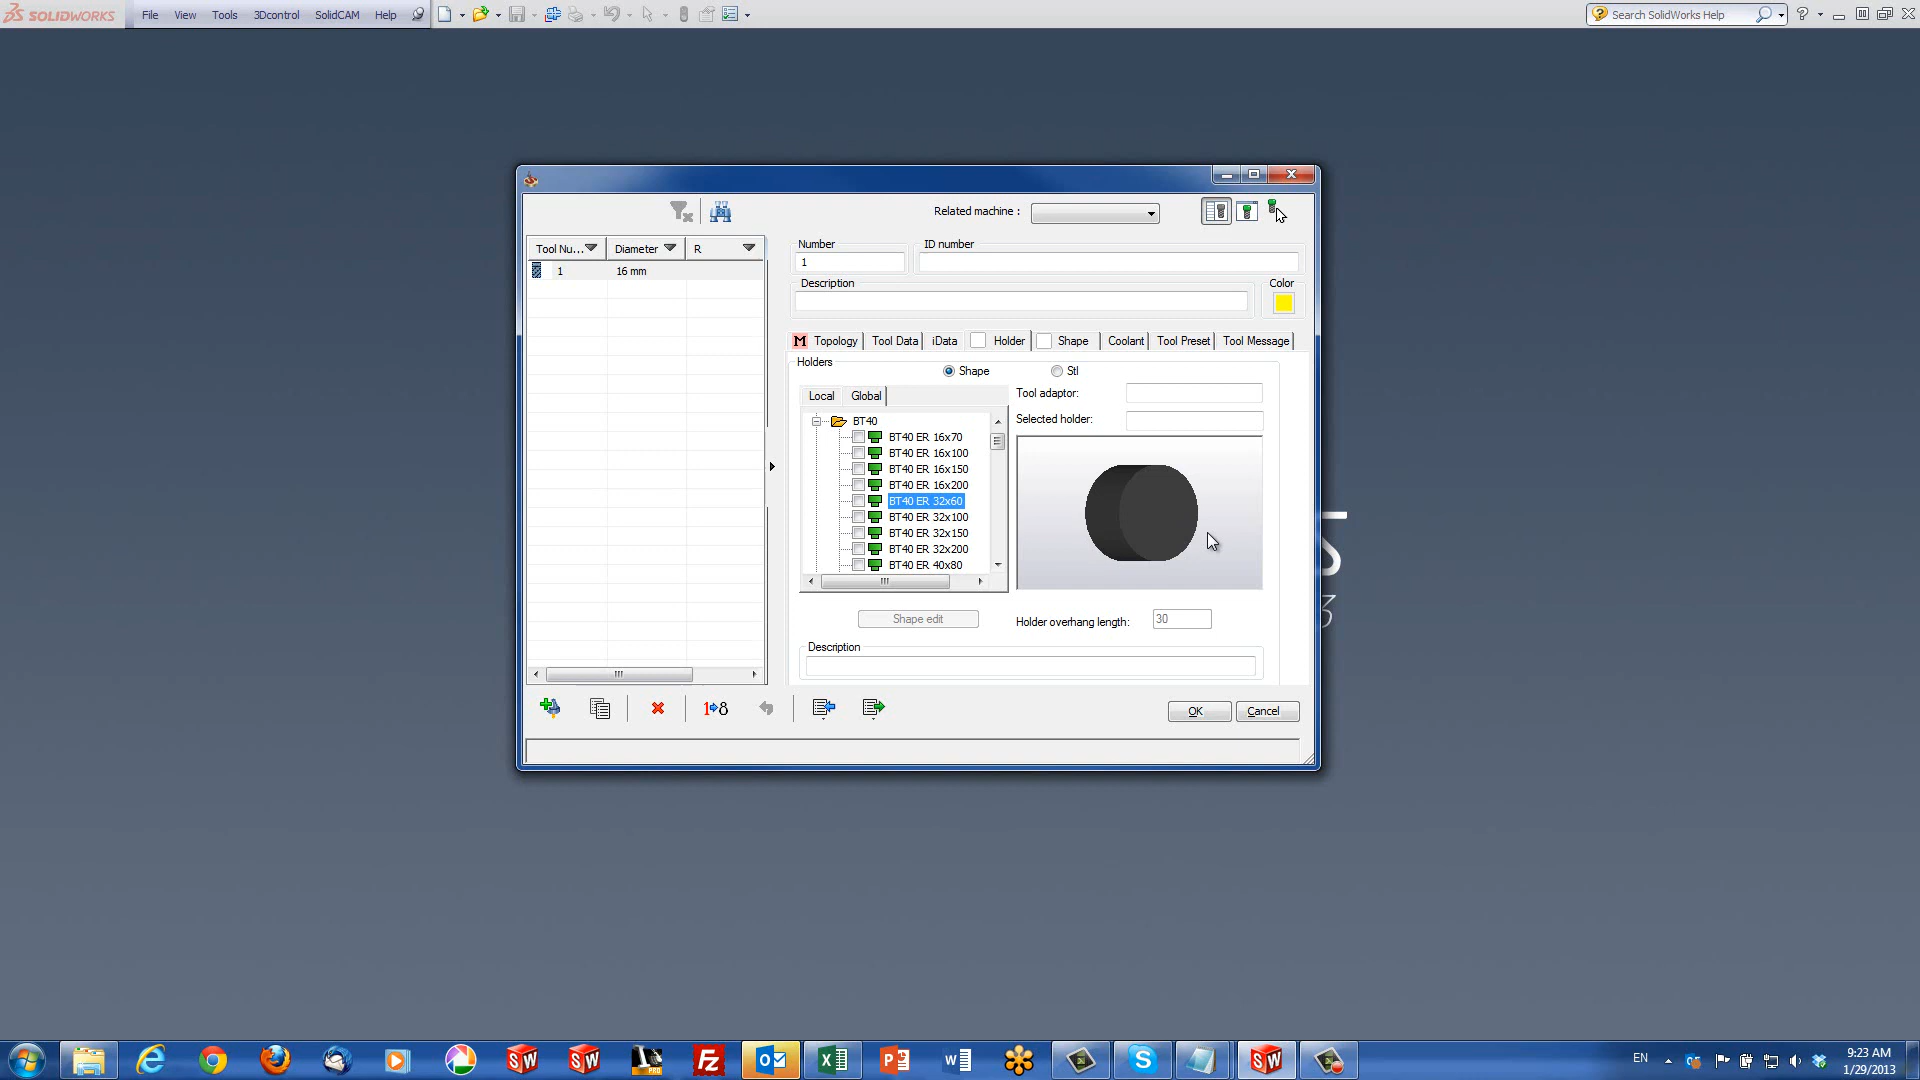 SOLIDWORKS File View Tools 3Dcontrol SolidCAM Help Search SolidWorks Help
Related machine :
Tool Nu... Diameter R
1 16 mm
Number ID number
1
Description Color
M Topology Tool Data iData Holder Shape Coolant Tool Preset Tool Message
Holders
Shape Stl
Local Global
Tool adaptor:
Selected holder:
BT40
BT40 ER 16x70
BT40 ER 16x100
BT40 ER 16x150
BT40 ER 16x200
BT40 ER 32x60
BT40 ER 32x100
BT40 ER 32x150
BT40 ER 32x200
BT40 ER 40x80
Shape edit
Holder overhang length: 30
Description
1 8
OK Cancel
EN
9:23 AM
1/29/2013